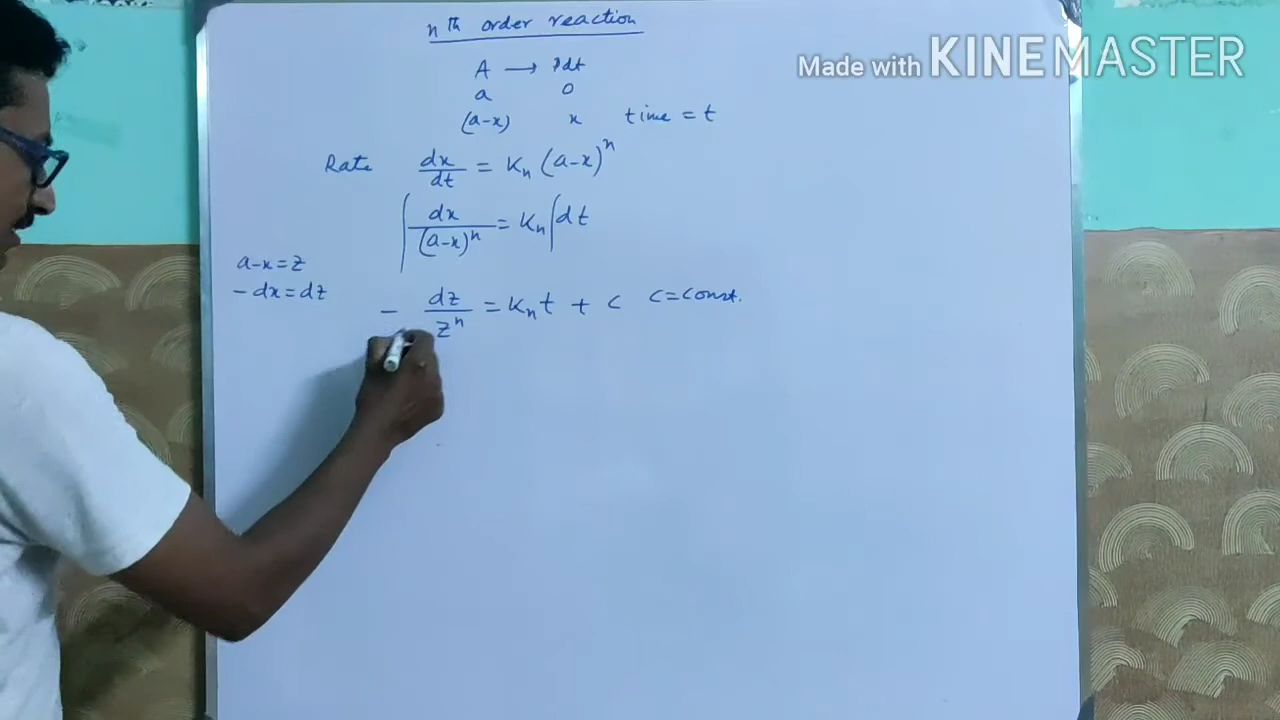 nth order reaction
Made with KINEMASTER
A → Pdt
a 0
(a-x) x time = t
Rate dx/dt = Kn (a-x)^n
∫ dx/(a-x)^n = Kn ∫dt
a-x=z
-dx=dz
- dz/z^n = Kn t + c c=const.